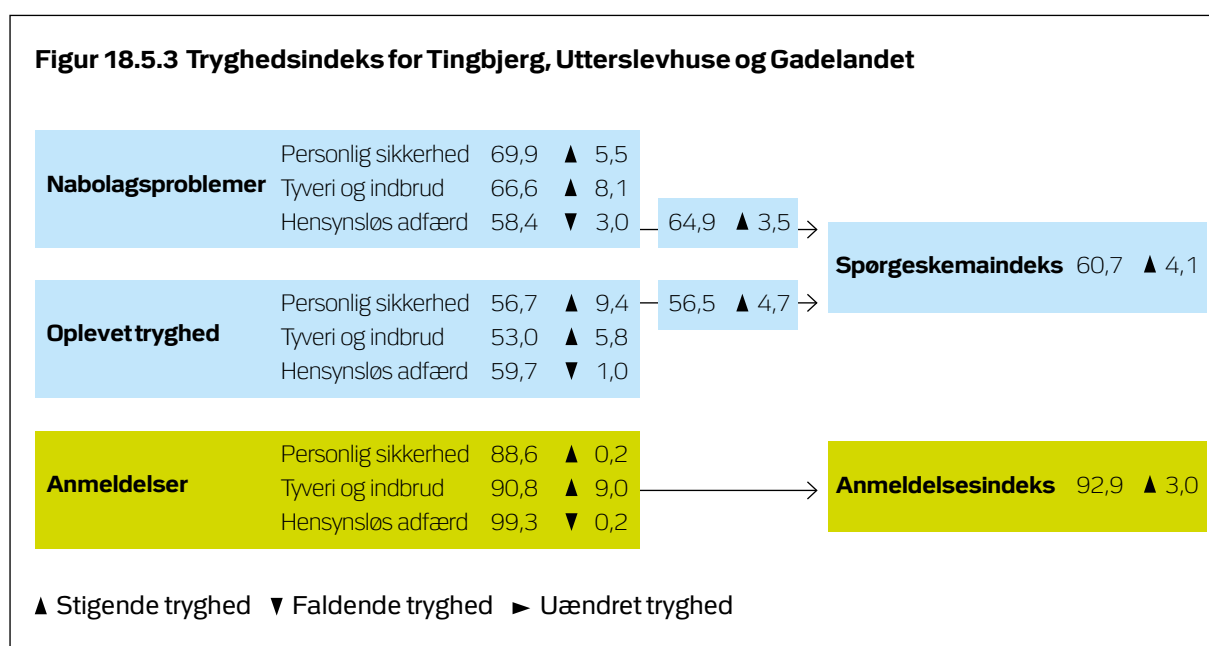 Figur 18.5.3 Tryghedsindeks for Tingbjerg, Utterslevhuse og Gadelandet
Nabolagsproblemer
Personlig sikkerhed 69,9 ▲ 5,5
Tyveri og indbrud 66,6 ▲ 8,1
Hensynsløs adfærd 58,4 ▼ 3,0
64,9 ▲ 3,5
Oplevet tryghed
Personlig sikkerhed 56,7 ▲ 9,4
Tyveri og indbrud 53,0 ▲ 5,8
Hensynsløs adfærd 59,7 ▼ 1,0
56,5 ▲ 4,7
Spørgeskemaindeks 60,7 ▲ 4,1
Anmeldelser
Personlig sikkerhed 88,6 ▲ 0,2
Tyveri og indbrud 90,8 ▲ 9,0
Hensynsløs adfærd 99,3 ▼ 0,2
Anmeldelsesindeks 92,9 ▲ 3,0
▲ Stigende tryghed ▼ Faldende tryghed ► Uændret tryghed